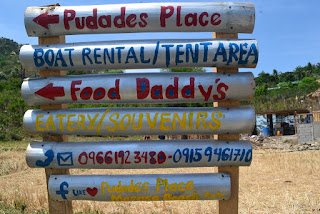 Pudades Place
BOAT RENTAL/TENT AREA
Food Daddy's
EATERY/SOUVENIRS
09661923480-09159461710
Pudades Place